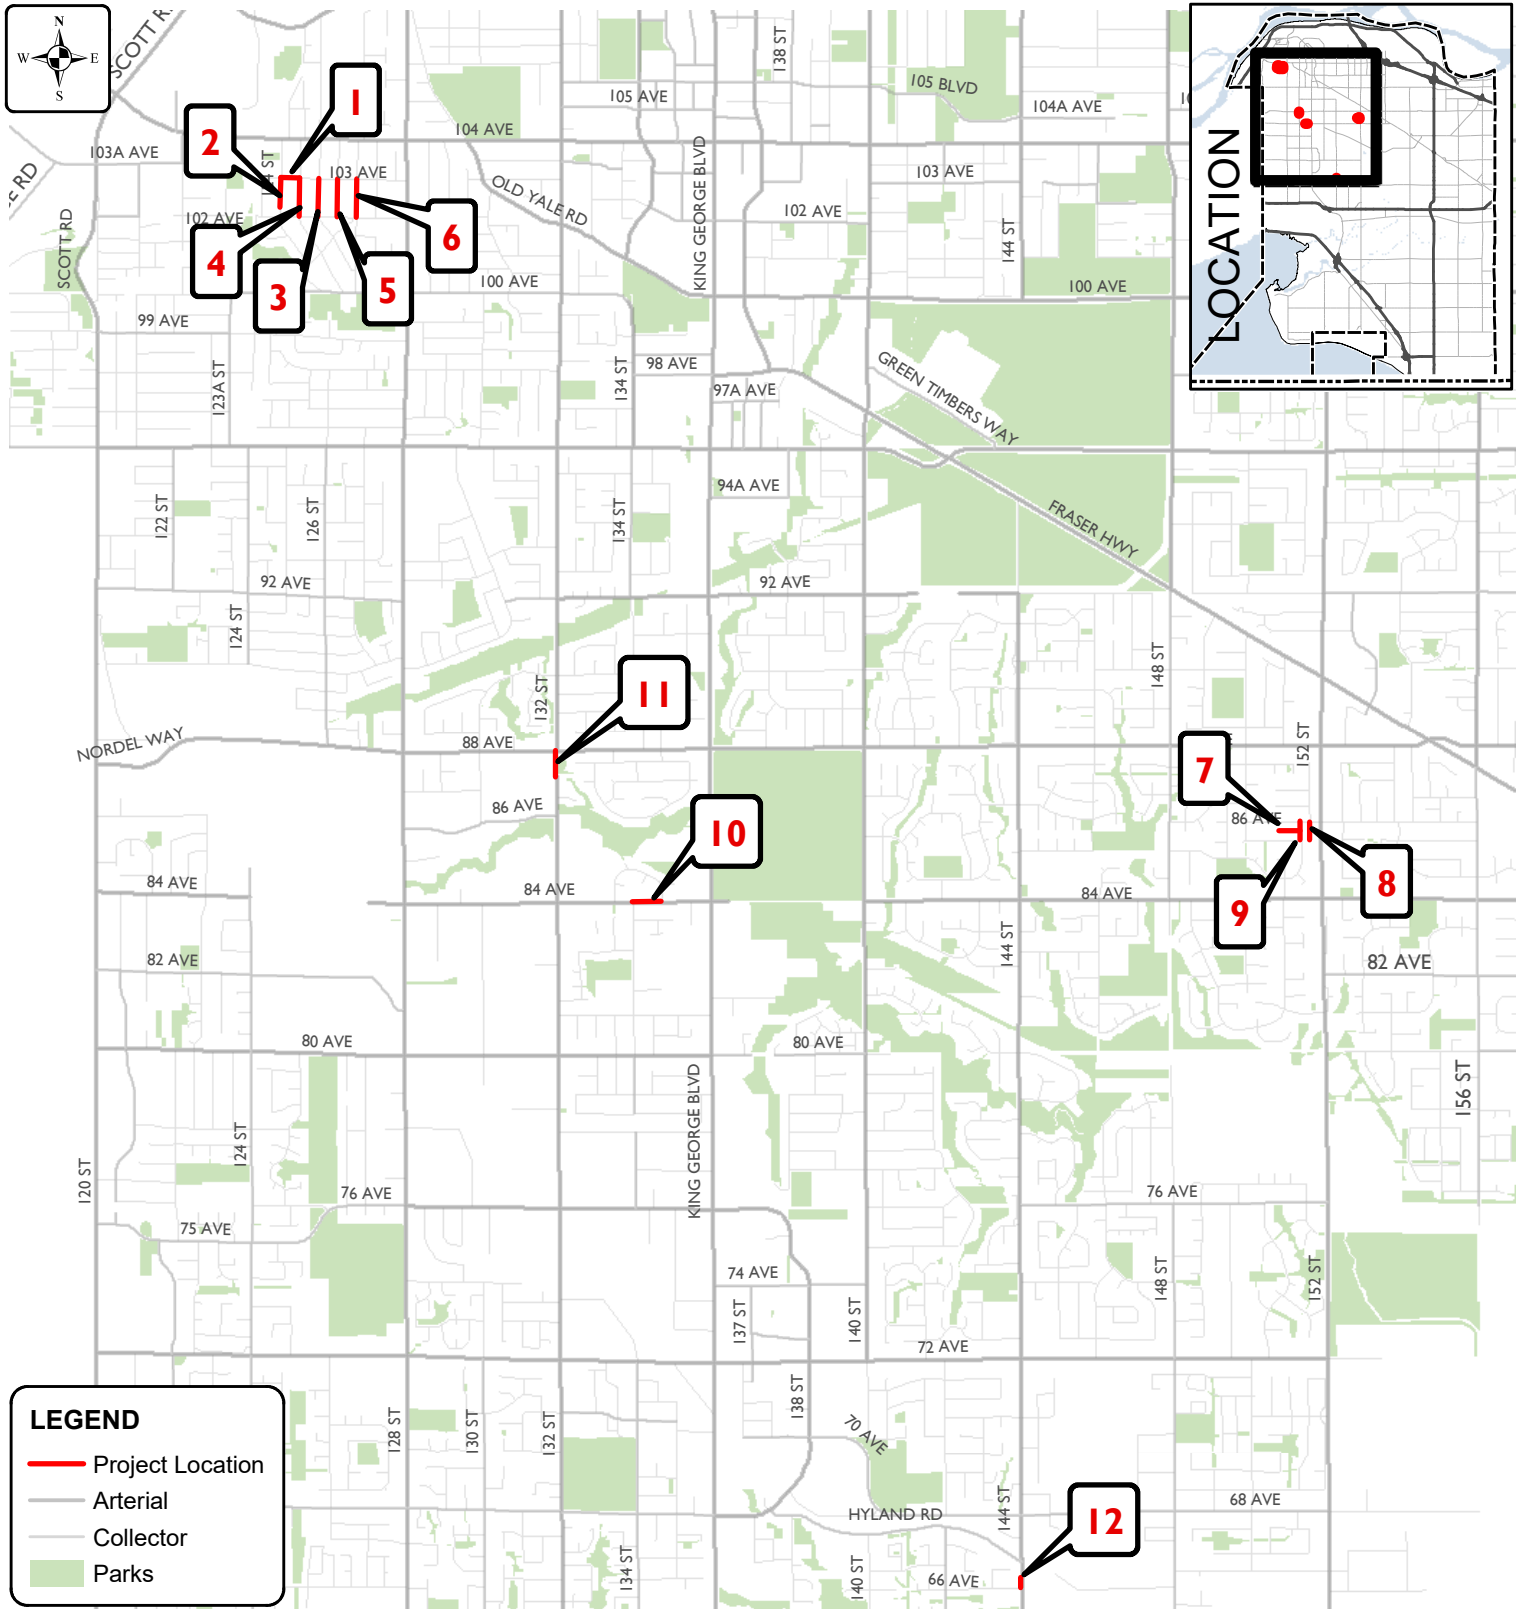 N
W
E
S
SCOTT R
138 ST
105 AVE
105 BLVD
104A AVE
10
LOCATION
1
2
104 AVE
103A AVE
E RD
4 ST
103 AVE
103 AVE
KING GEORGE BLVD
OLD YALE RD
102 AVE
102 AVE
SCOTT RD
144 ST
6
4
3
5
100 AVE
100 AVE
99 AVE
98 AVE
GREEN TIMBERS WAY
123A ST
134 ST
97A AVE
94A AVE
122 ST
126 ST
134 ST
FRASER HWY
92 AVE
92 AVE
124 ST
148 ST
132 ST
11
NORDEL WAY
88 AVE
152 ST
7
86 AVE
86 AVE
10
84 AVE
84 AVE
84 AVE
8
9
144 ST
82 AVE
82 AVE
80 AVE
80 AVE
156 ST
KING GEORGE BLVD
124 ST
120 ST
76 AVE
76 AVE
75 AVE
74 AVE
148 ST
152 ST
137 ST
140 ST
72 AVE
138 ST
128 ST
130 ST
132 ST
70 AVE
144 ST
68 AVE
HYLAND RD
12
134 ST
140 ST
66 AVE
LEGEND
Project Location
Arterial
Collector
Parks